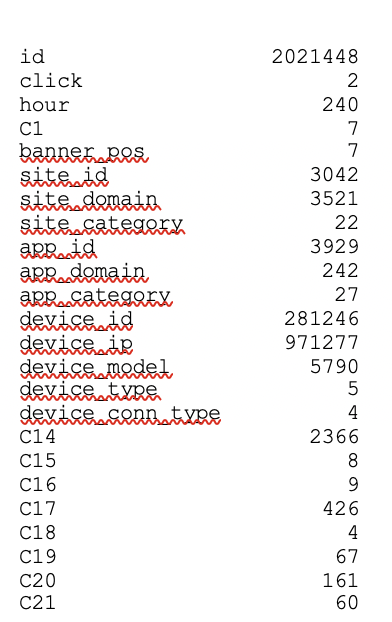 id 2021448
click 2
hour 240
C1 7
banner_pos 7
site_id 3042
site_domain 3521
site_category 22
app_id 3929
app_domain 242
app_category 27
device_id 281246
device_ip 971277
device_model 5790
device_type 5
device_conn_type 4
C14 2366
C15 8
C16 9
C17 426
C18 4
C19 67
C20 161
C21 60